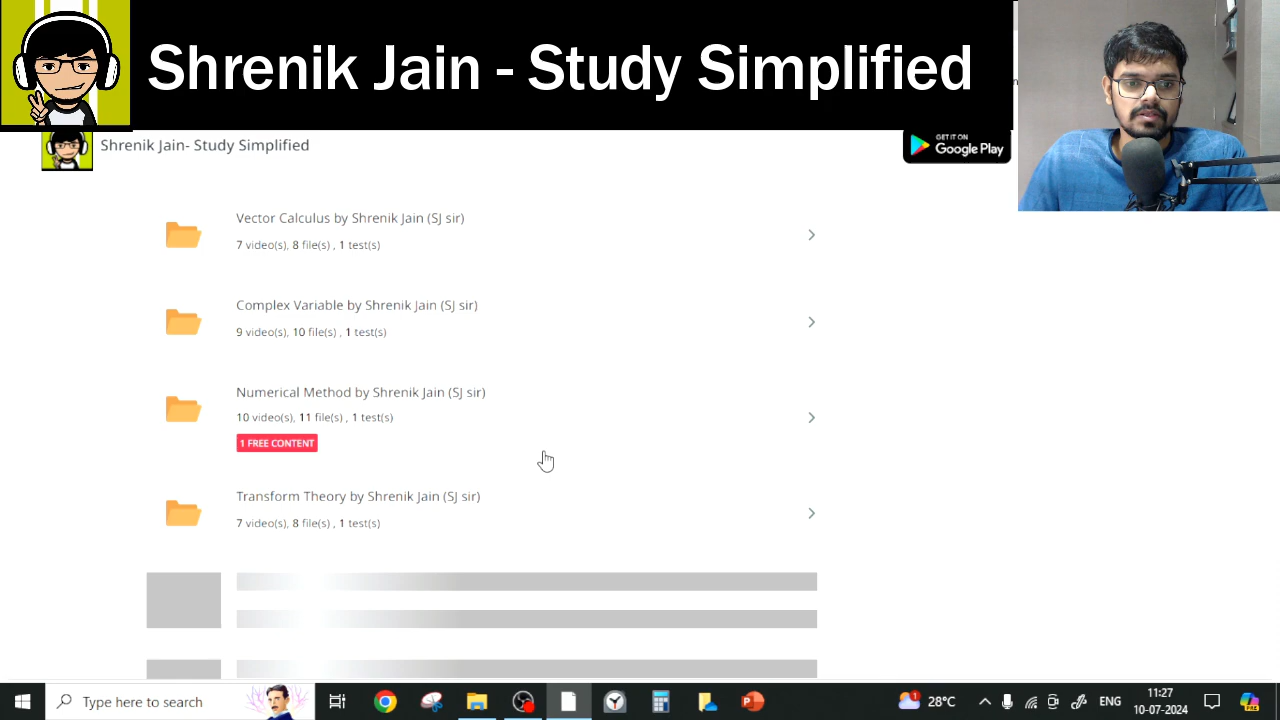 Shrenik Jain - Study Simplified
Shrenik Jain- Study Simplified
GET IT ON
Google Play
Vector Calculus by Shrenik Jain (SJ sir)
7 video(s), 8 file(s) , 1 test(s)
Complex Variable by Shrenik Jain (SJ sir)
9 video(s), 10 file(s) , 1 test(s)
Numerical Method by Shrenik Jain (SJ sir)
10 video(s), 11 file(s) , 1 test(s)
1 FREE CONTENT
Transform Theory by Shrenik Jain (SJ sir)
7 video(s), 8 file(s) , 1 test(s)
Type here to search
1
28°C
ENG
11:27
10-07-2024